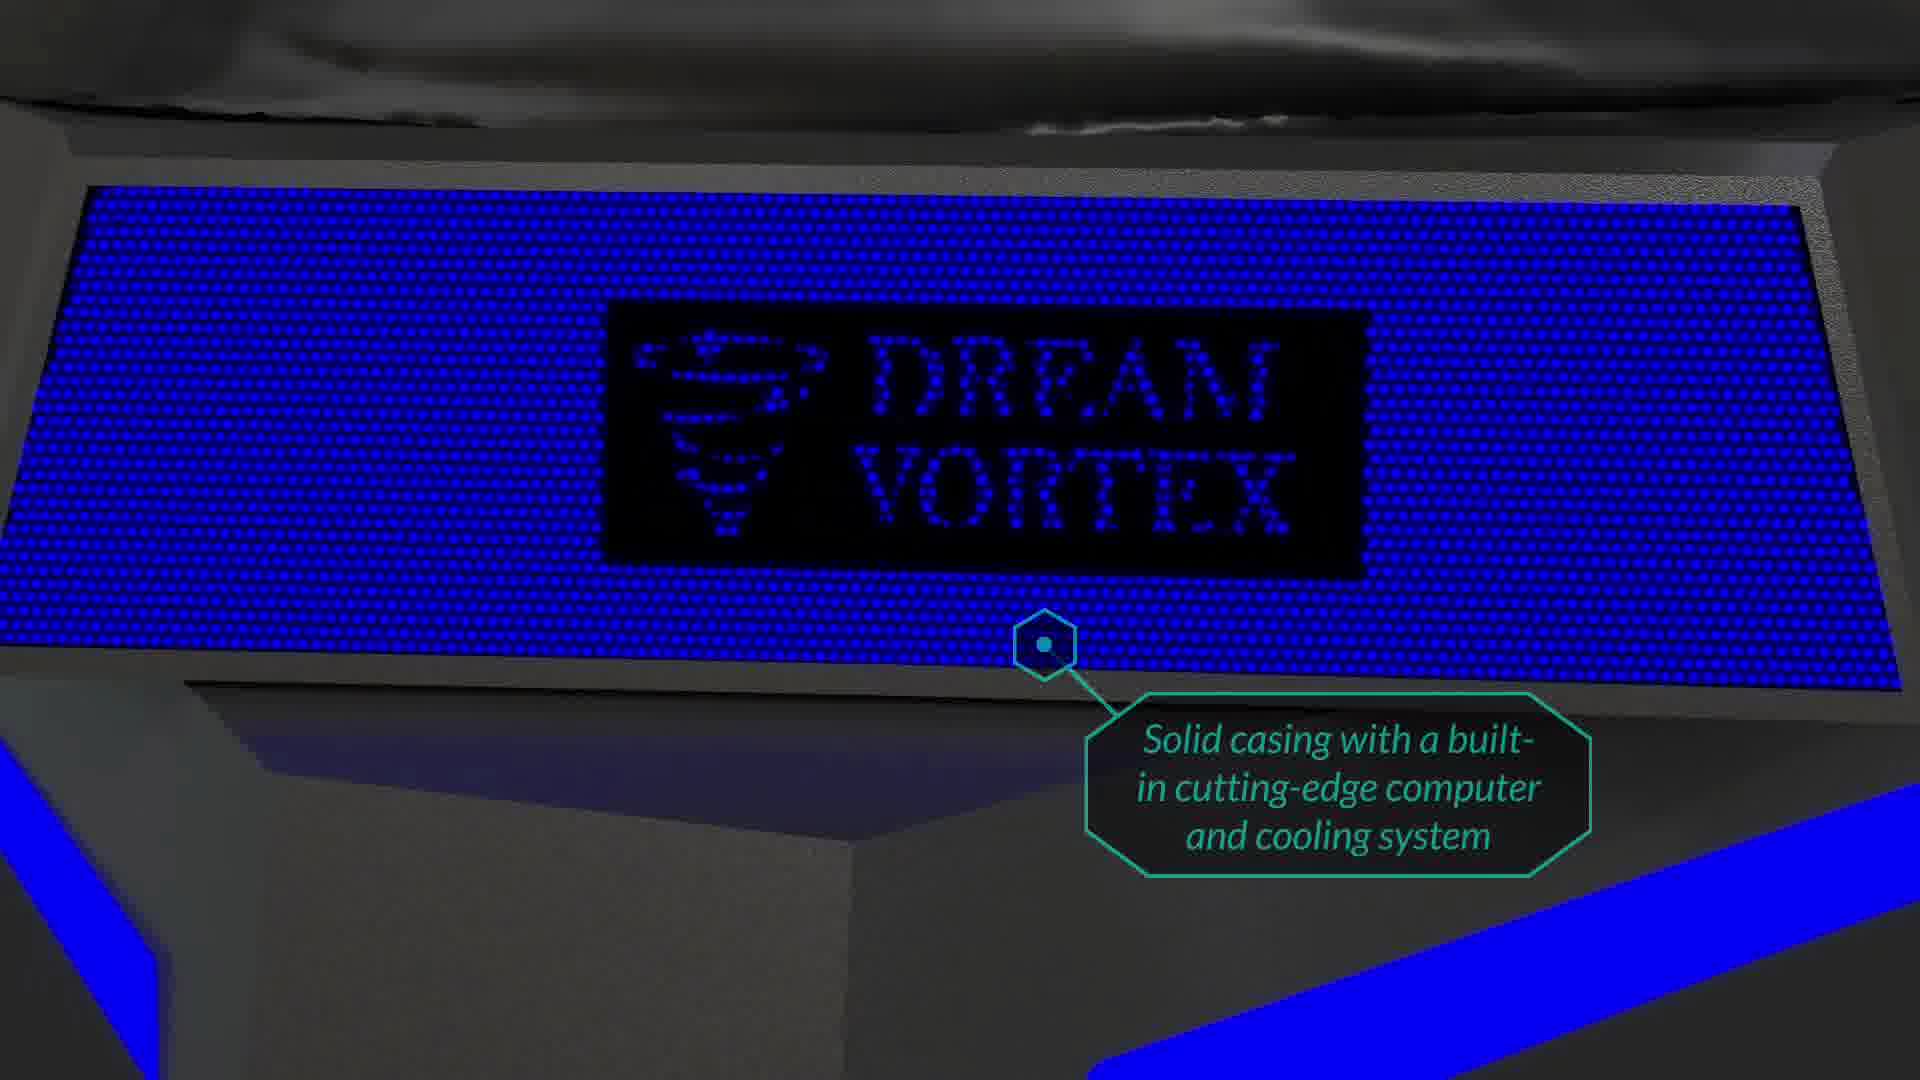 DREAM
VORTEX
Solid casing with a built-
in cutting-edge computer
and cooling system